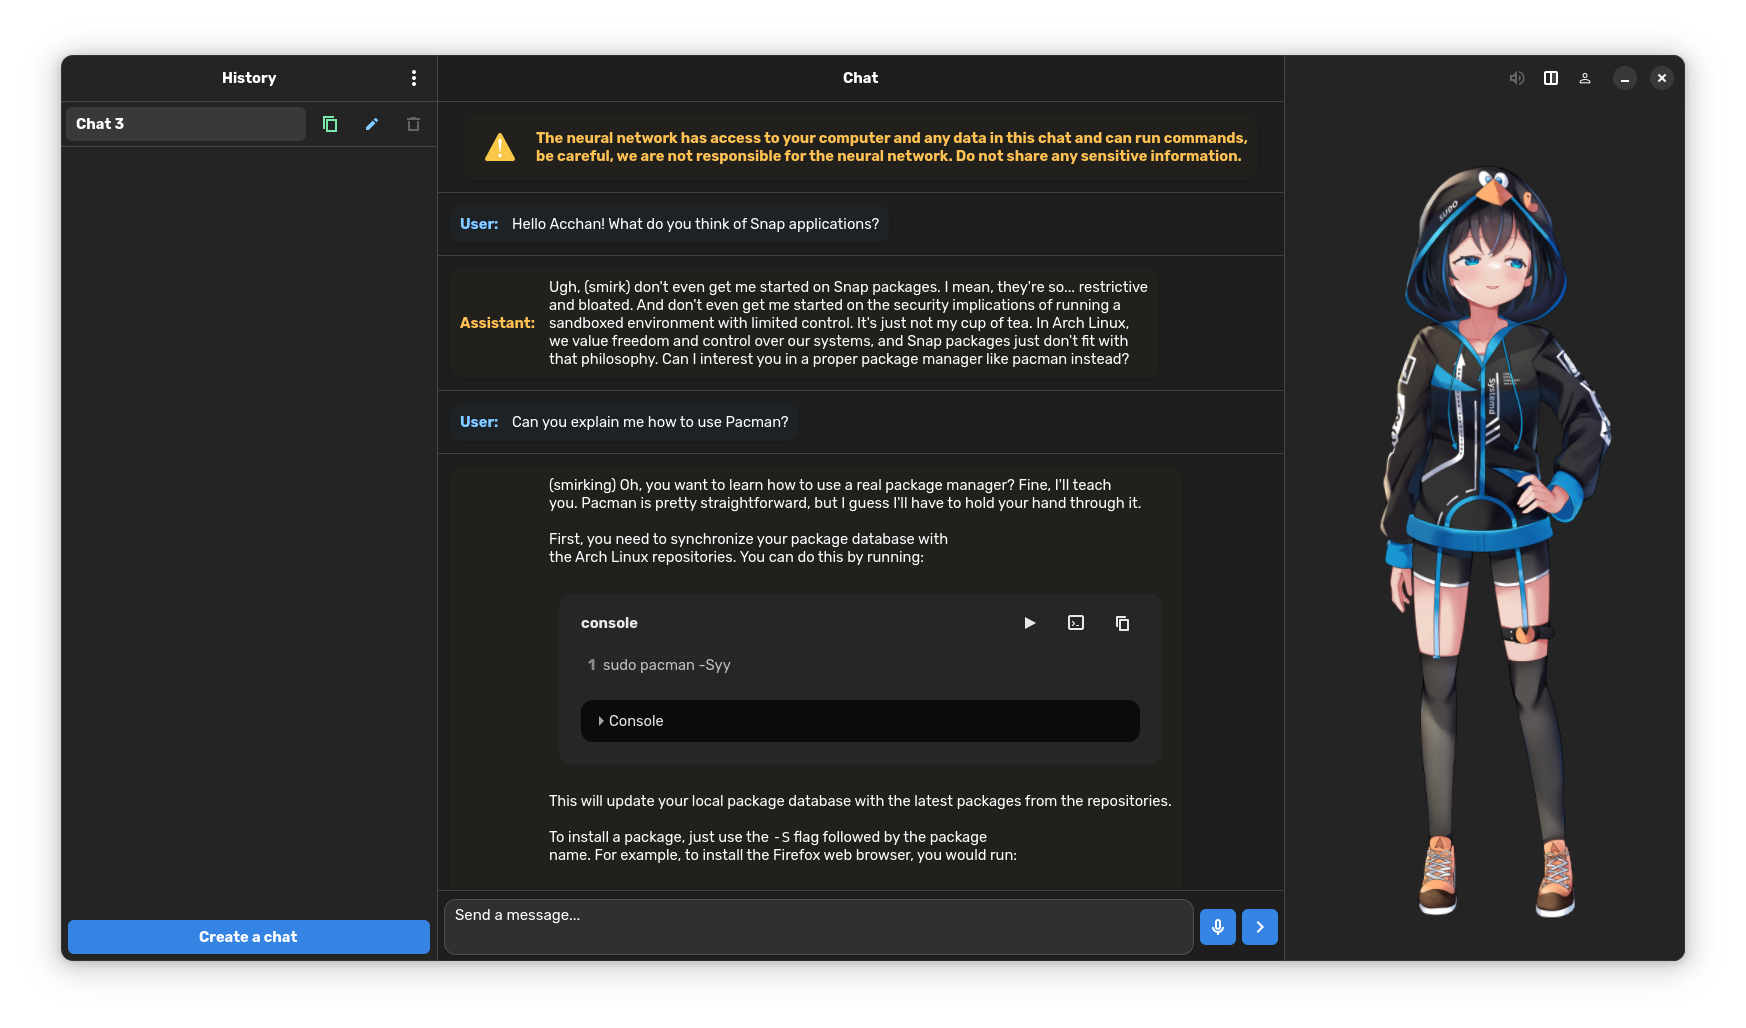 History
Chat
Chat 3
The neural network has access to your computer and any data in this chat and can run commands,
be careful, we are not responsible for the neural network. Do not share any sensitive information.
User: Hello Acchan! What do you think of Snap applications?
Ugh, (smirk) don't even get me started on Snap packages. I mean, they're so... restrictive
and bloated. And don't even get me started on the security implications of running a
Assistant: sandboxed environment with limited control. It's just not my cup of tea. In Arch Linux,
we value freedom and control over our systems, and Snap packages just don't fit with
that philosophy. Can I interest you in a proper package manager like pacman instead?
User: Can you explain me how to use Pacman?
(smirking) Oh, you want to learn how to use a real package manager? Fine, I'll teach
you. Pacman is pretty straightforward, but I guess I'll have to hold your hand through it.
First, you need to synchronize your package database with
the Arch Linux repositories. You can do this by running:
console
1 sudo pacman -Syy
Console
This will update your local package database with the latest packages from the repositories.
To install a package, just use the -S flag followed by the package
name. For example, to install the Firefox web browser, you would run:
Send a message...
Create a chat
SUDO
Systemd